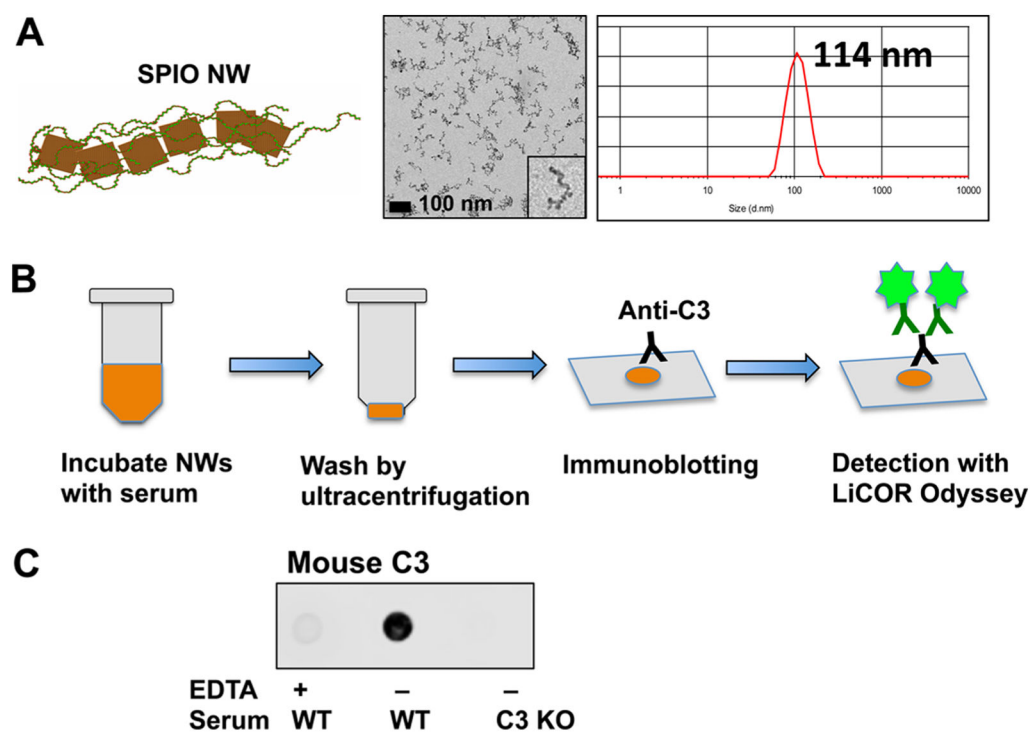 A
SPIO NW
100 nm
114 nm
1 10 100 1000 10000
Size (d.nm)
B
Anti-C3
Incubate NWs
with serum
Wash by
ultracentrifugation
Immunoblotting
Detection with
LiCOR Odyssey
C
Mouse C3
EDTA + – –
Serum WT WT C3 KO